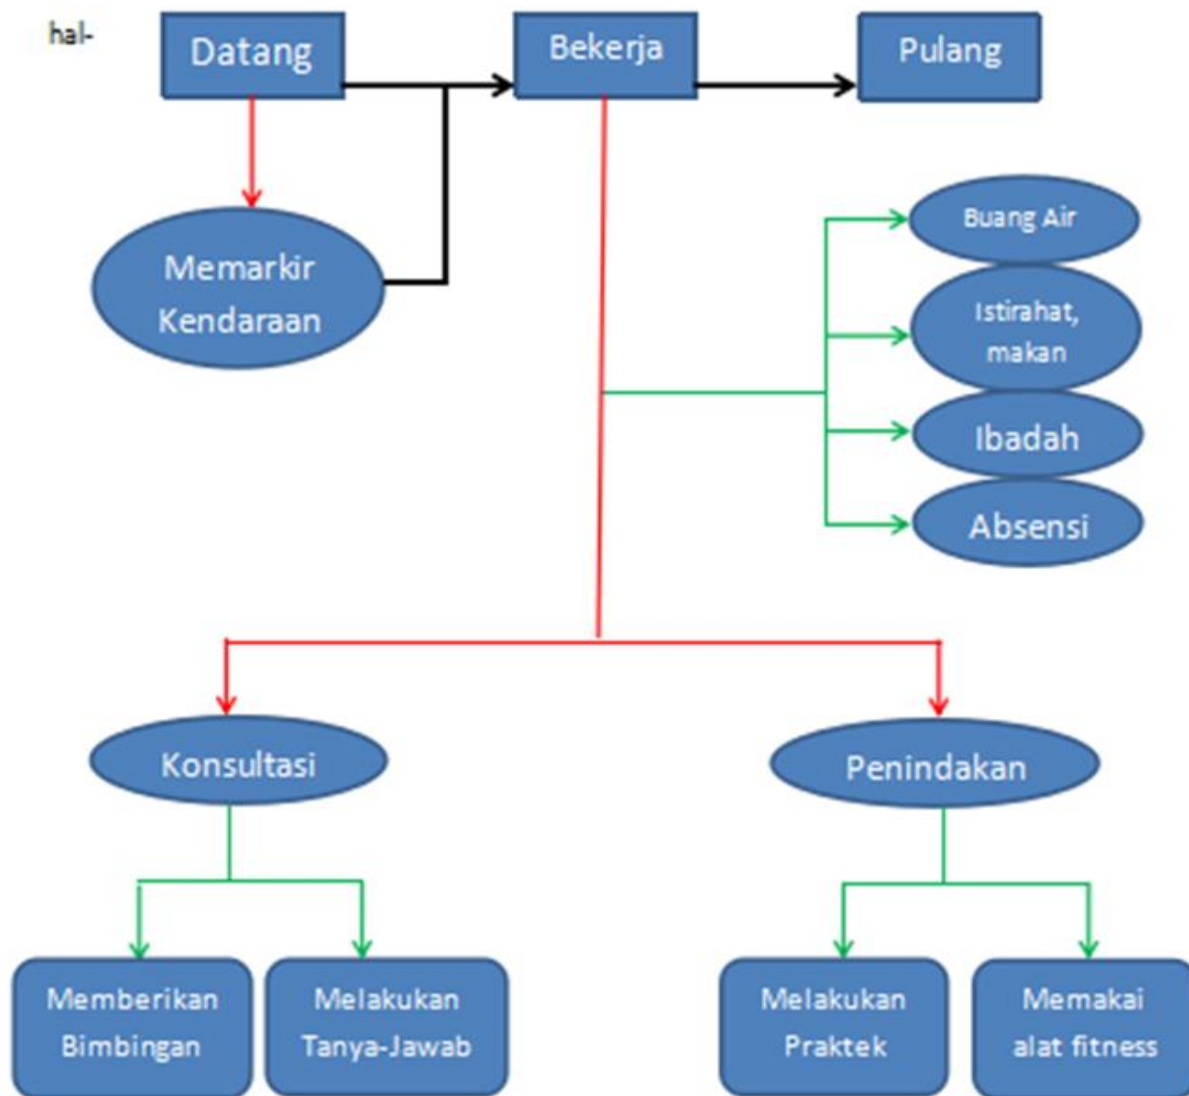 hal-
Datang
Bekerja
Pulang
Memarkir
Kendaraan
Buang Air
Istirahat,
makan
Ibadah
Absensi
Konsultasi
Penindakan
Memberikan
Bimbingan
Melakukan
Tanya-Jawab
Melakukan
Praktek
Memakai
alat fitness